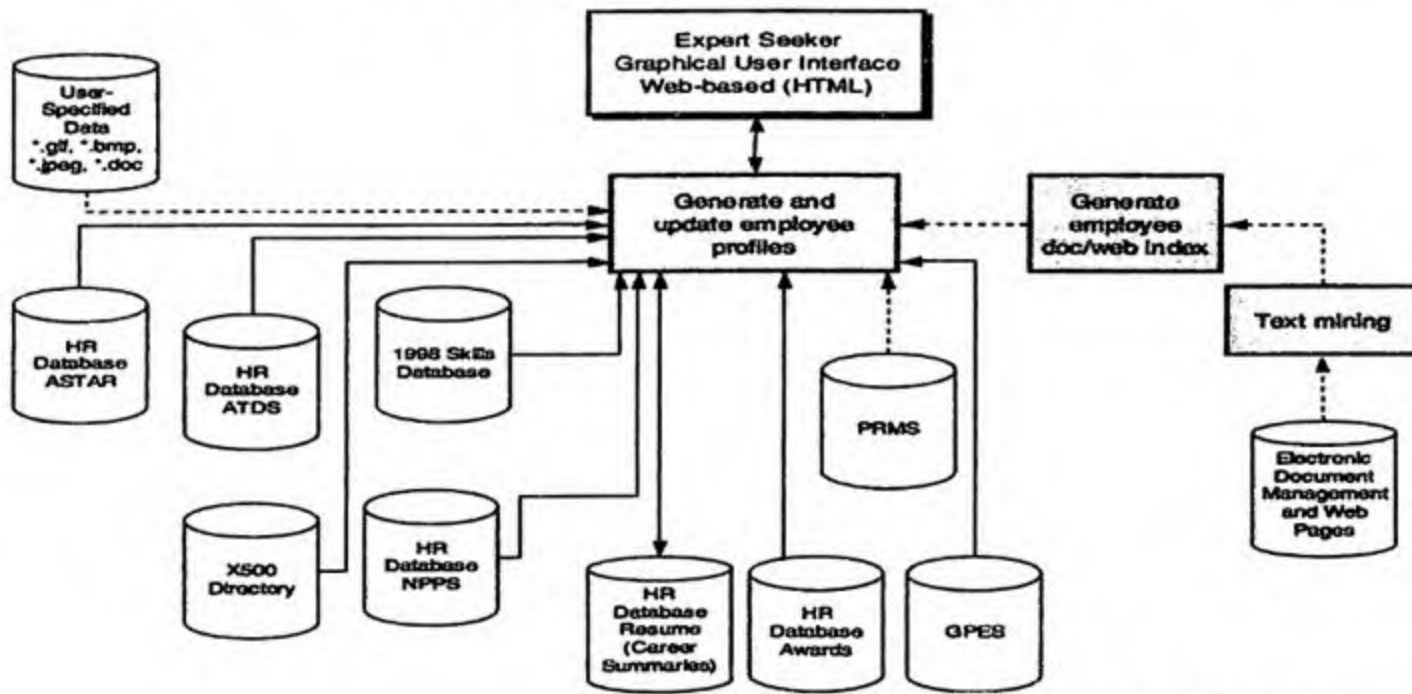 Expert Seeker
Graphical User Interface
Web-based (HTML)
User-
Specified
Data
*.gif, *.bmp,
*.jpeg, *.doc
Generate and
update employee
profiles
Generate
employee
doc/web index
Text mining
HR
Database
ASTAR
HR
Database
ATDS
1998 Skills
Database
PRMS
Electronic
Document
Management
and Web
Pages
X500
Directory
HR
Database
NPPS
HR
Database
Resume
(Career
Summaries)
HR
Database
Awards
GPES